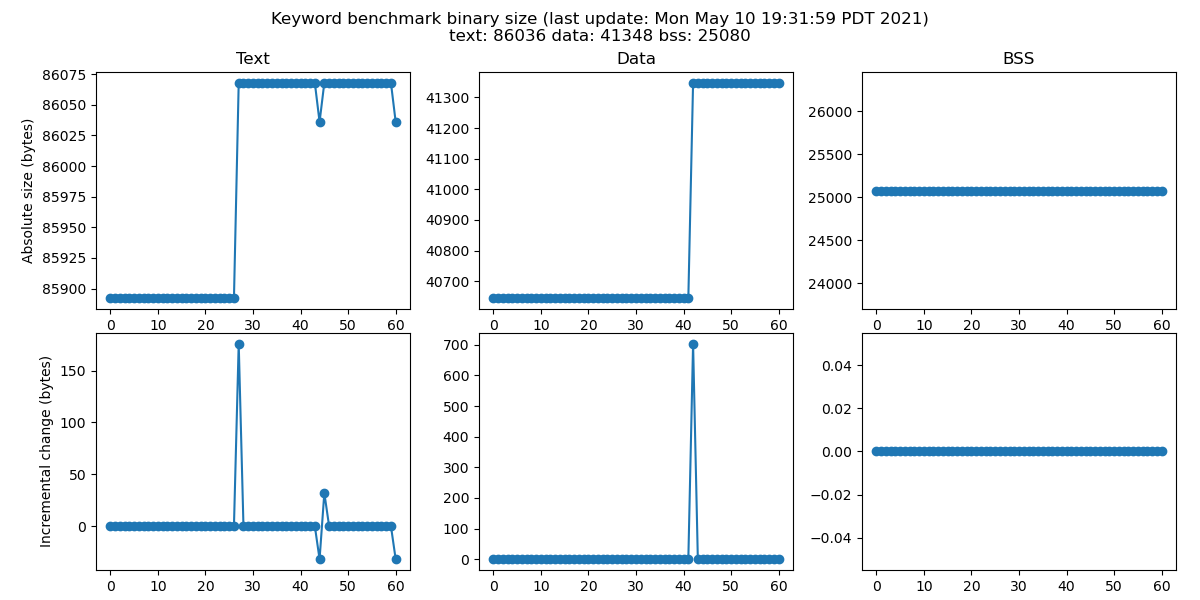 Keyword benchmark binary size (last update: Mon May 10 19:31:59 PDT 2021)
text: 86036 data: 41348 bss: 25080
Text
Absolute size (bytes)
86075
86050
86025
86000
85975
85950
85925
85900
0 10 20 30 40 50 60
Data
41300
41200
41100
41000
40900
40800
40700
0 10 20 30 40 50 60
BSS
26000
25500
25000
24500
24000
0 10 20 30 40 50 60
Incremental change (bytes)
150
100
50
0
0 10 20 30 40 50 60
700
600
500
400
300
200
100
0
0 10 20 30 40 50 60
0.04
0.02
0.00
−0.02
−0.04
0 10 20 30 40 50 60